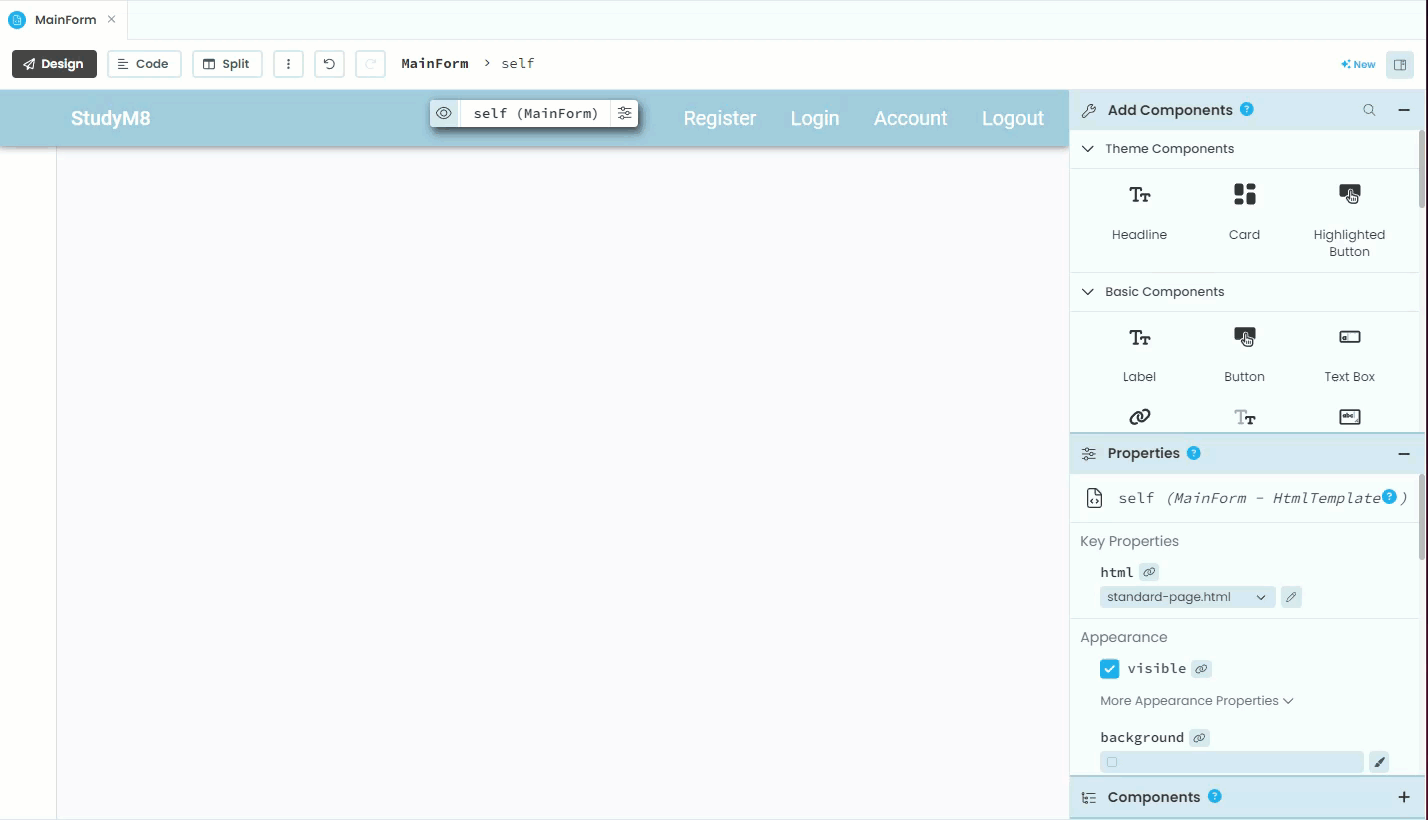 MainForm ×
Design Code Split MainForm > self New
StudyM8 self (MainForm) Register Login Account Logout
Add Components ?
Theme Components
Headline Card Highlighted Button
Basic Components
Label Button Text Box
Properties ?
self (MainForm - HtmlTemplate ? )
Key Properties
html
standard-page.html
Appearance
visible
More Appearance Properties
background
Components ? +